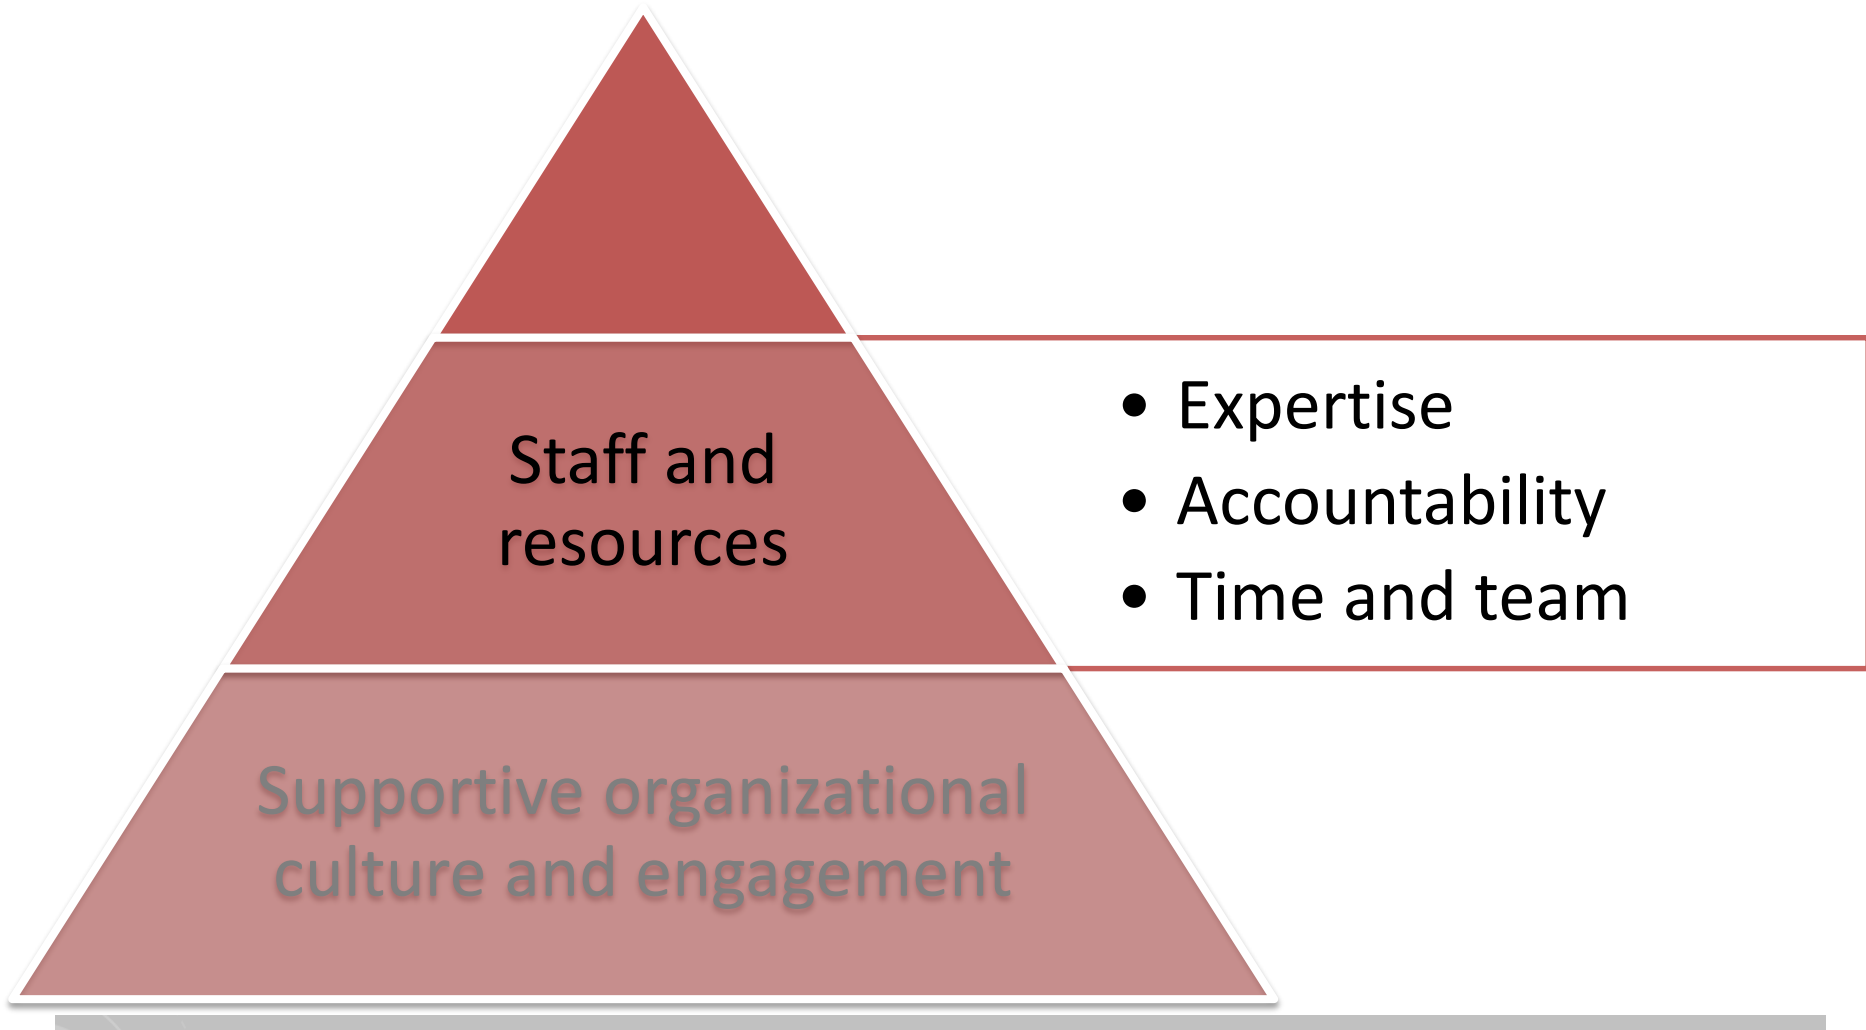 Staff and
resources
• Expertise
• Accountability
• Time and team
Supportive organizational
culture and engagement